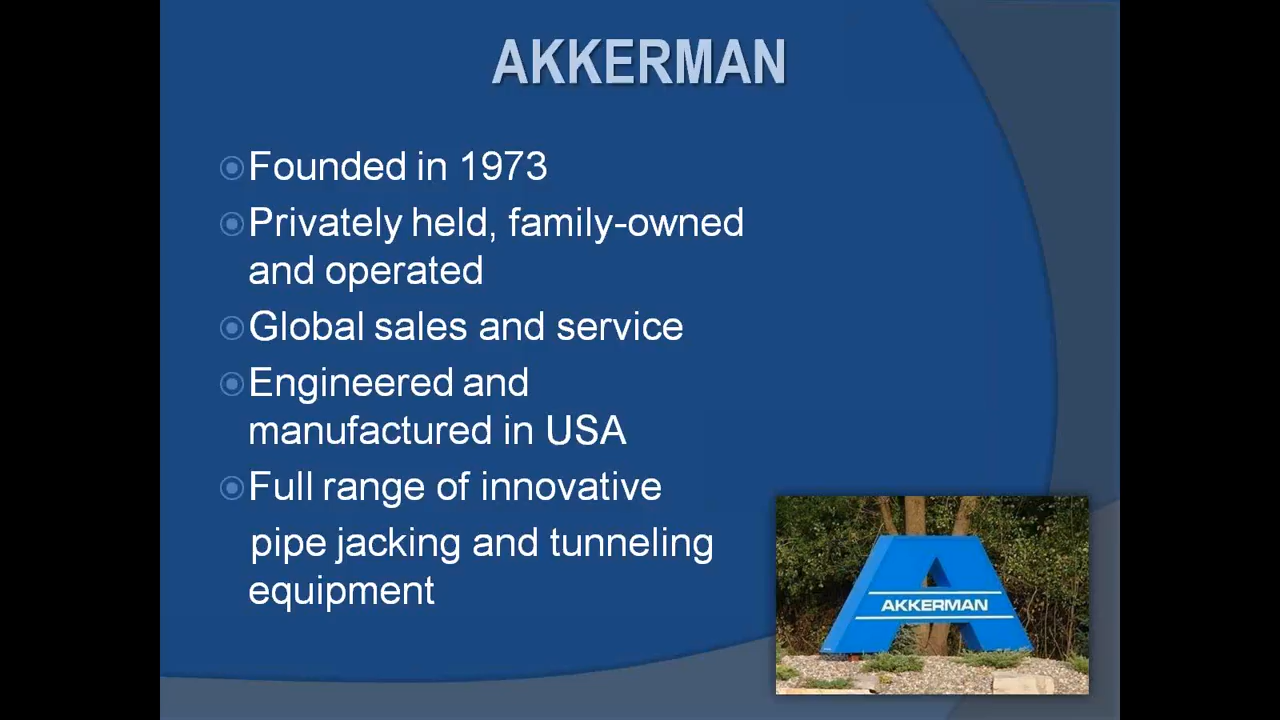 AKKERMAN
Founded in 1973
Privately held, family-owned
and operated
Global sales and service
Engineered and
manufactured in USA
Full range of innovative
pipe jacking and tunneling
equipment
AKKERMAN